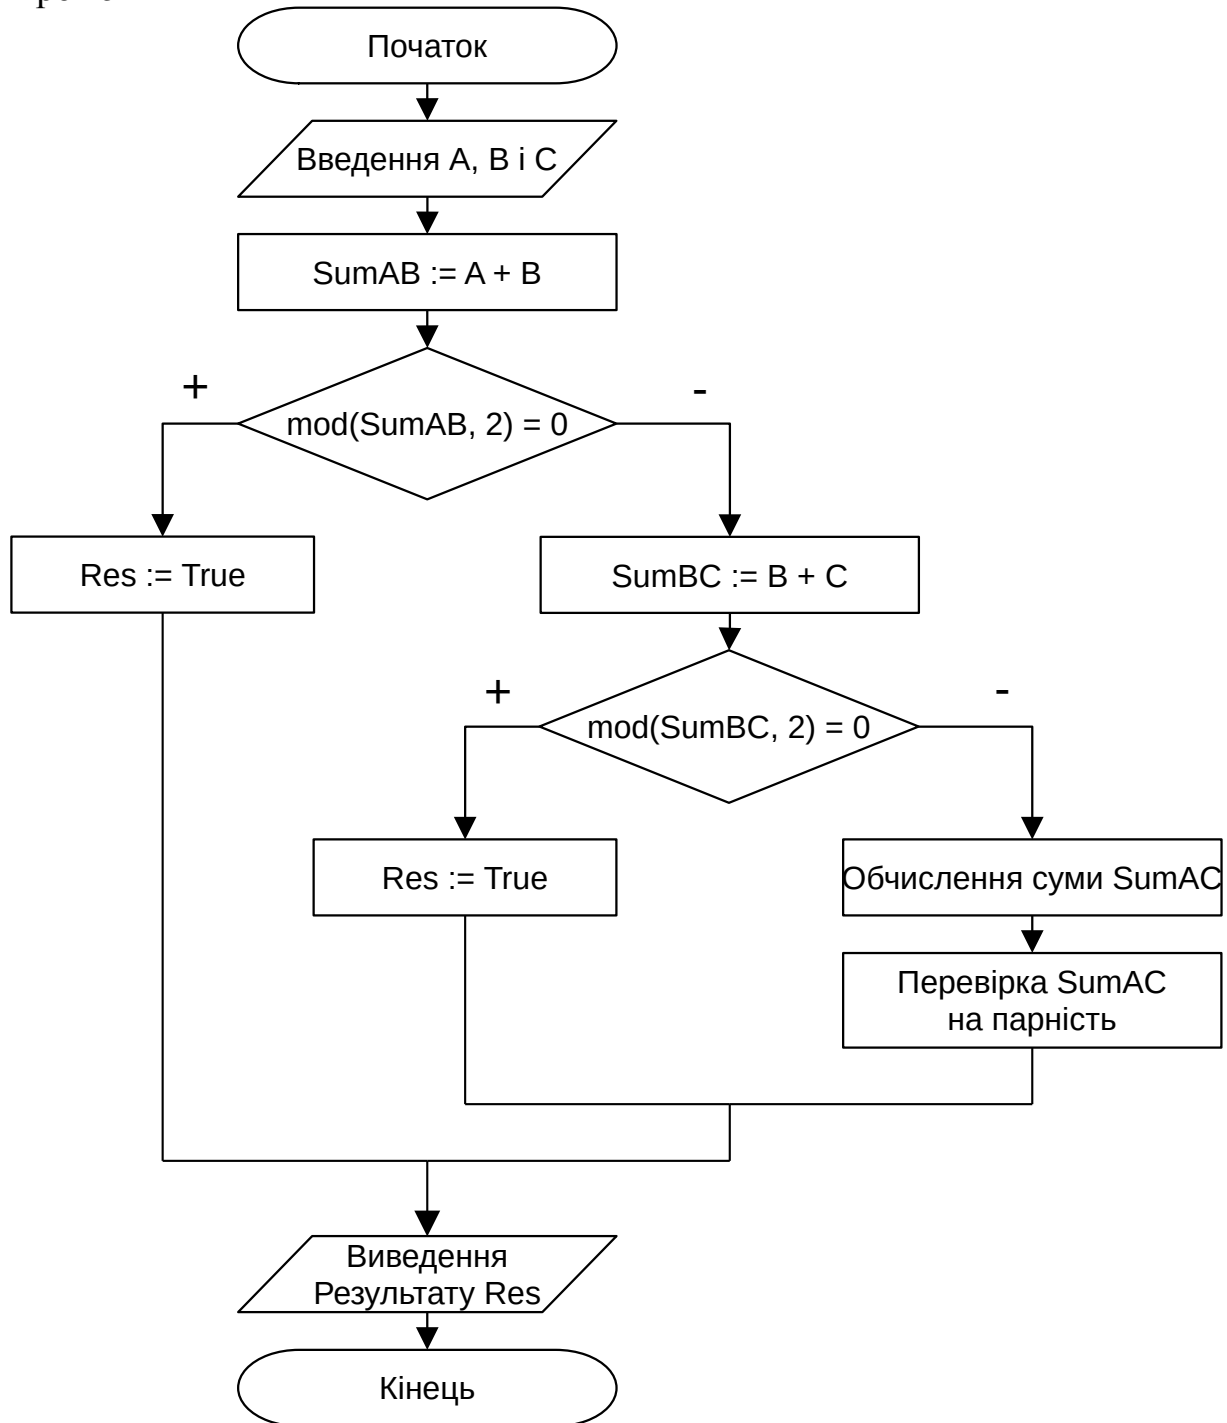 Початок
Введення A, B і C
SumAB := A + B
+
-
mod(SumAB, 2) = 0
Res := True
SumBC := B + C
+
-
mod(SumBC, 2) = 0
Res := True
Обчислення суми SumAC
Перевірка SumAC
на парність
Виведення
Результату Res
Кінець